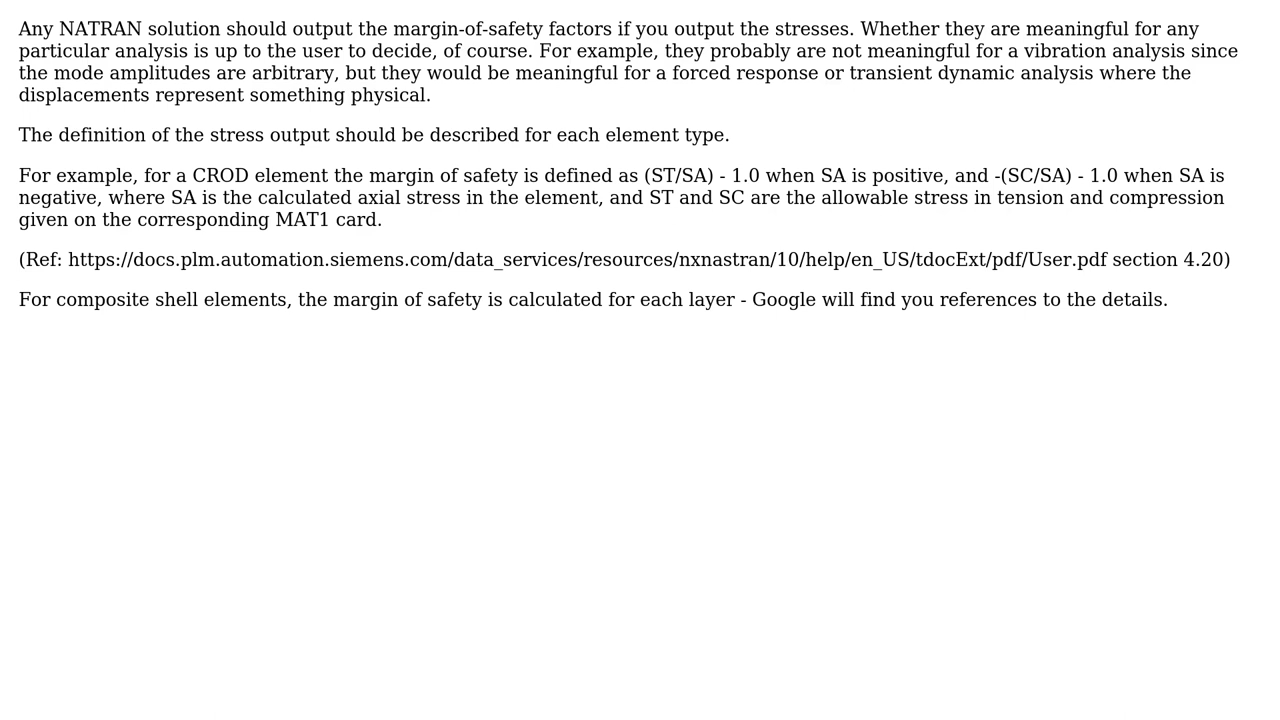 Any NATRAN solution should output the margin-of-safety factors if you output the stresses. Whether they are meaningful for any
particular analysis is up to the user to decide, of course. For example, they probably are not meaningful for a vibration analysis since
the mode amplitudes are arbitrary, but they would be meaningful for a forced response or transient dynamic analysis where the
displacements represent something physical.
The definition of the stress output should be described for each element type.
For example, for a CROD element the margin of safety is defined as (ST/SA) - 1.0 when SA is positive, and -(SC/SA) - 1.0 when SA is
negative, where SA is the calculated axial stress in the element, and ST and SC are the allowable stress in tension and compression
given on the corresponding MAT1 card.
(Ref: https://docs.plm.automation.siemens.com/data_services/resources/nxnastran/10/help/en_US/tdocExt/pdf/User.pdf section 4.20)
For composite shell elements, the margin of safety is calculated for each layer - Google will find you references to the details.